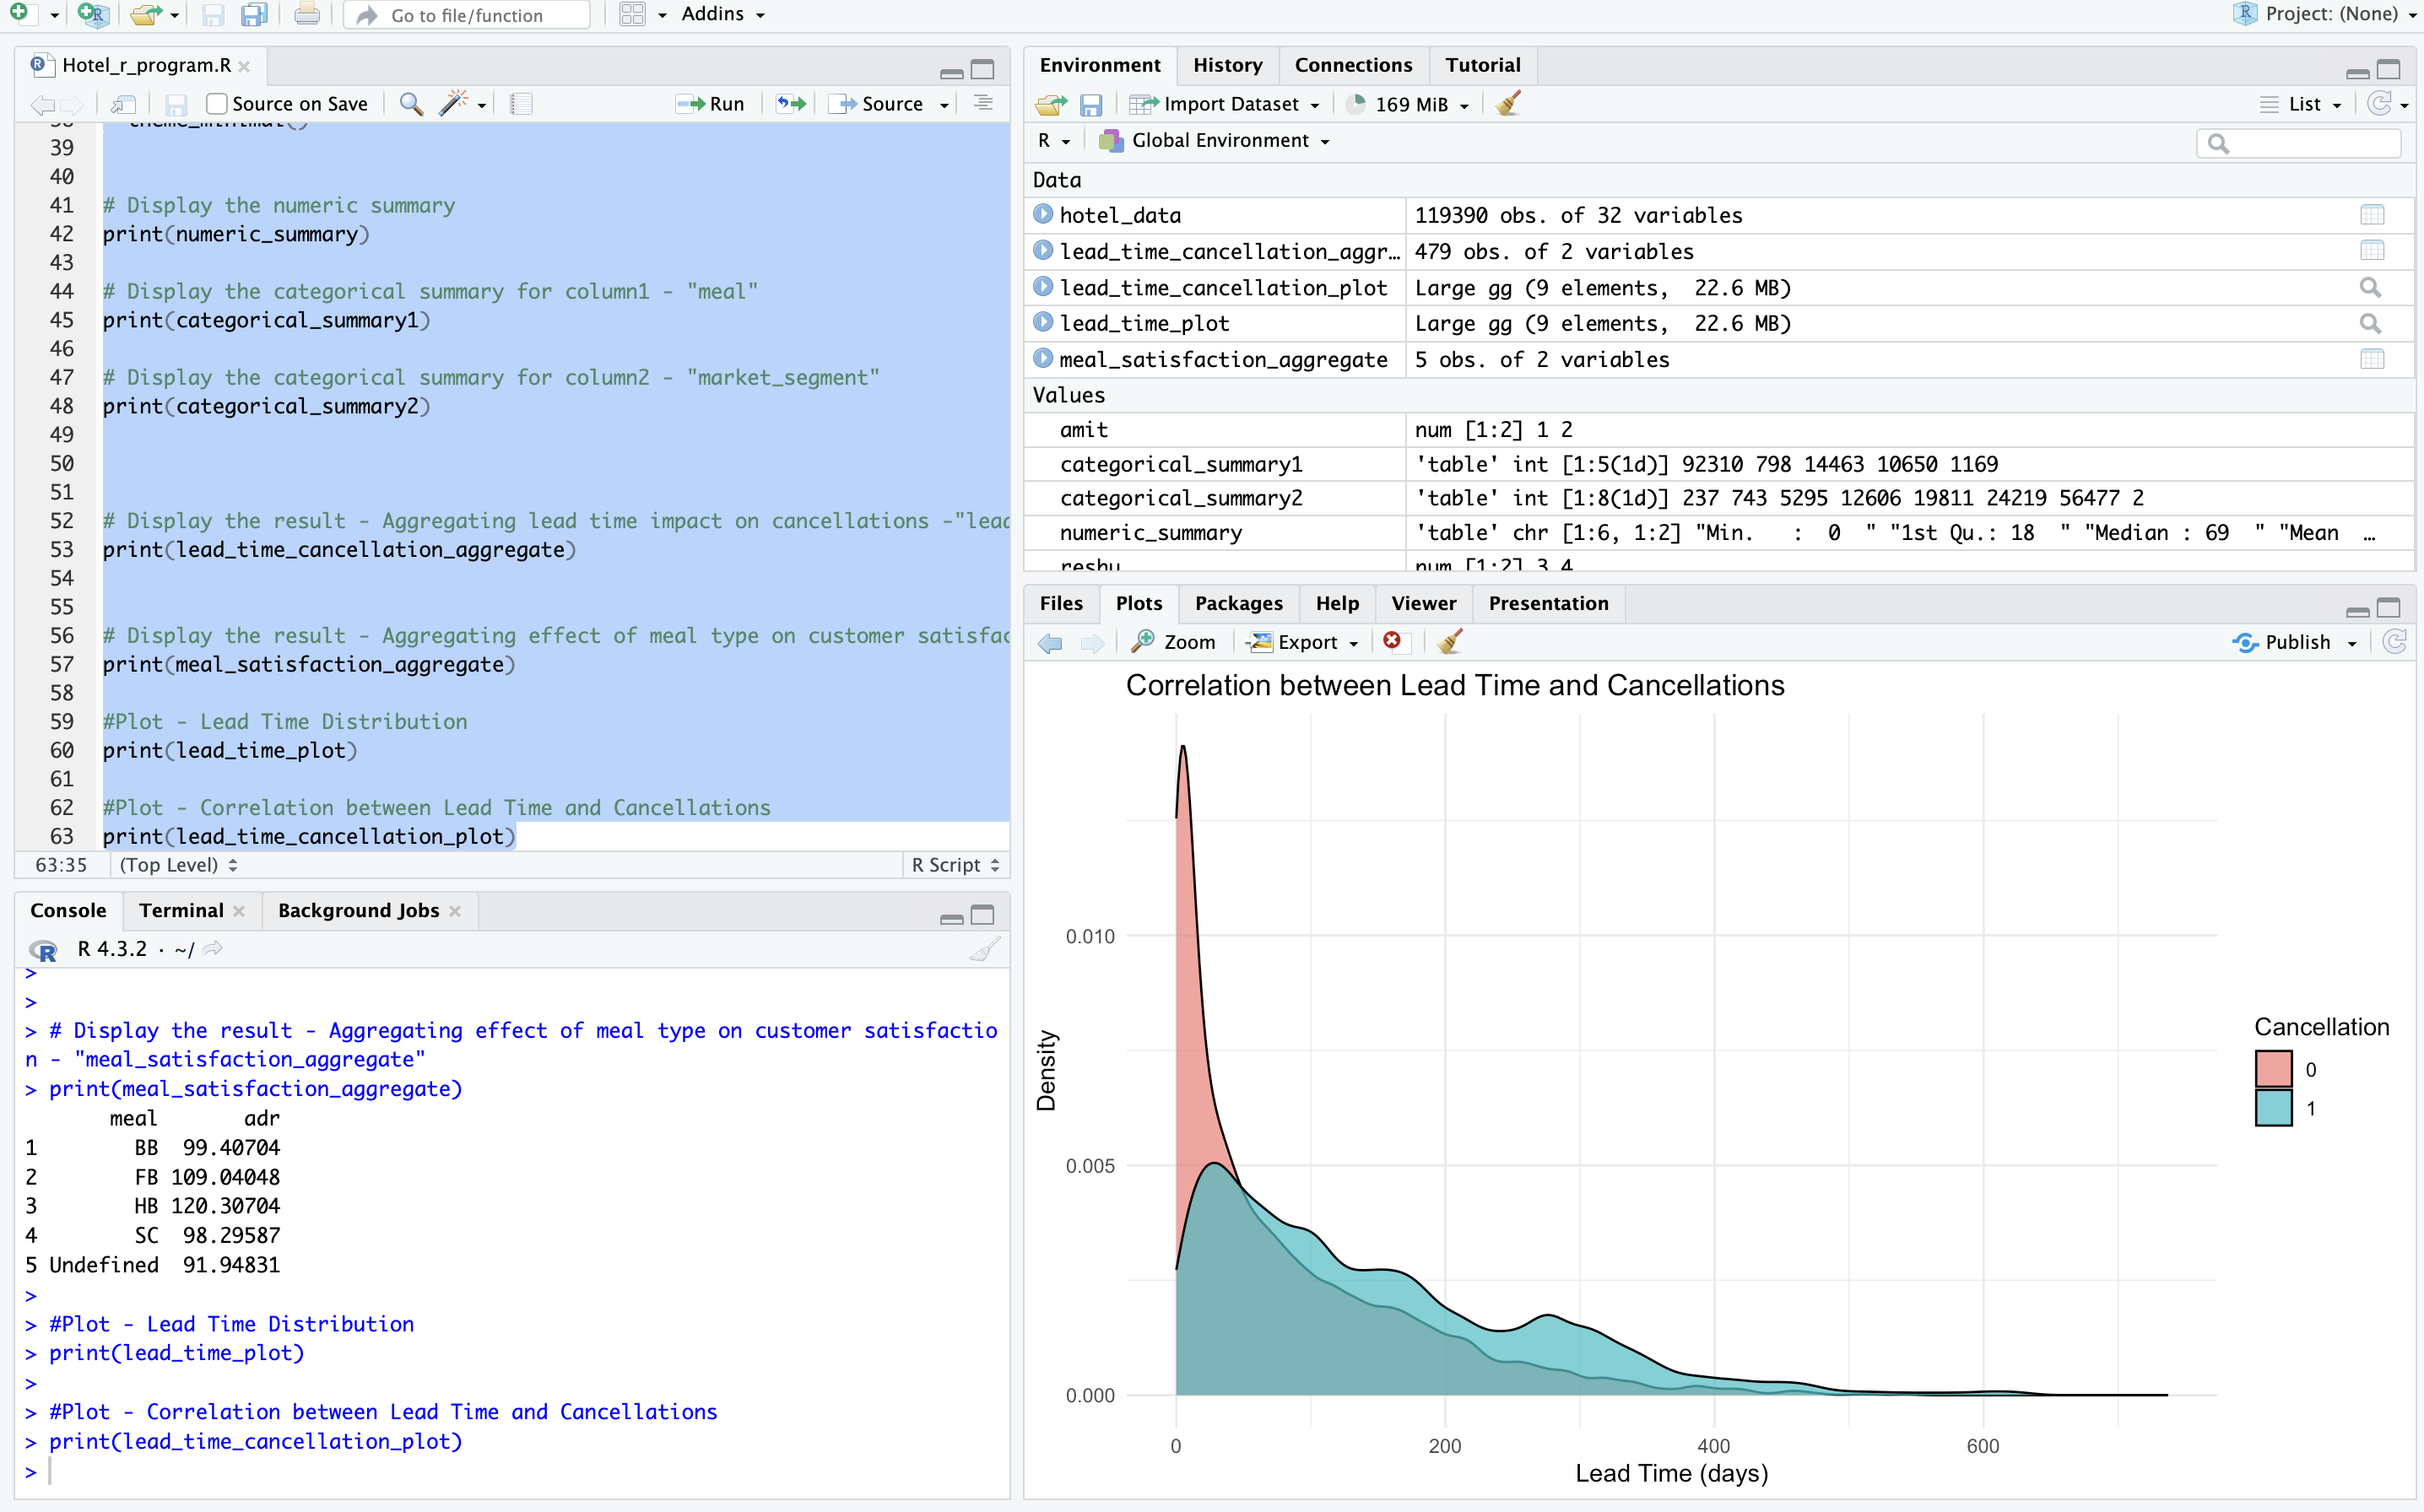 Go to file/function
Addins
Project: (None)
Hotel_r_program.R
Source on Save
Run
Source
39
40
41 # Display the numeric summary
42 print(numeric_summary)
43
44 # Display the categorical summary for column1 - "meal"
45 print(categorical_summary1)
46
47 # Display the categorical summary for column2 - "market_segment"
48 print(categorical_summary2)
49
50
51
52 # Display the result - Aggregating lead time impact on cancellations -"lead
53 print(lead_time_cancellation_aggregate)
54
55
56 # Display the result - Aggregating effect of meal type on customer satisfac
57 print(meal_satisfaction_aggregate)
58
59 #Plot - Lead Time Distribution
60 print(lead_time_plot)
61
62 #Plot - Correlation between Lead Time and Cancellations
63 print(lead_time_cancellation_plot)
63:35 (Top Level) R Script
Console Terminal Background Jobs
R 4.3.2 · ~/
>
>
> # Display the result - Aggregating effect of meal type on customer satisfactio
n - "meal_satisfaction_aggregate"
> print(meal_satisfaction_aggregate)
meal adr
1 BB 99.40704
2 FB 109.04048
3 HB 120.30704
4 SC 98.29587
5 Undefined 91.94831
>
> #Plot - Lead Time Distribution
> print(lead_time_plot)
>
> #Plot - Correlation between Lead Time and Cancellations
> print(lead_time_cancellation_plot)
>
Environment History Connections Tutorial
Import Dataset 169 MiB List
R Global Environment
Data
hotel_data 119390 obs. of 32 variables
lead_time_cancellation_aggr… 479 obs. of 2 variables
lead_time_cancellation_plot Large gg (9 elements, 22.6 MB)
lead_time_plot Large gg (9 elements, 22.6 MB)
meal_satisfaction_aggregate 5 obs. of 2 variables
Values
amit num [1:2] 1 2
categorical_summary1 'table' int [1:5(1d)] 92310 798 14463 10650 1169
categorical_summary2 'table' int [1:8(1d)] 237 743 5295 12606 19811 24219 56477 2
numeric_summary 'table' chr [1:6, 1:2] "Min. : 0 " "1st Qu.: 18 " "Median : 69 " "Mean …
reshu num [1:2] 3 4
Files Plots Packages Help Viewer Presentation
Zoom Export Publish
Correlation between Lead Time and Cancellations
0.010
0.005
0.000
Density
0 200 400 600
Lead Time (days)
Cancellation
0
1